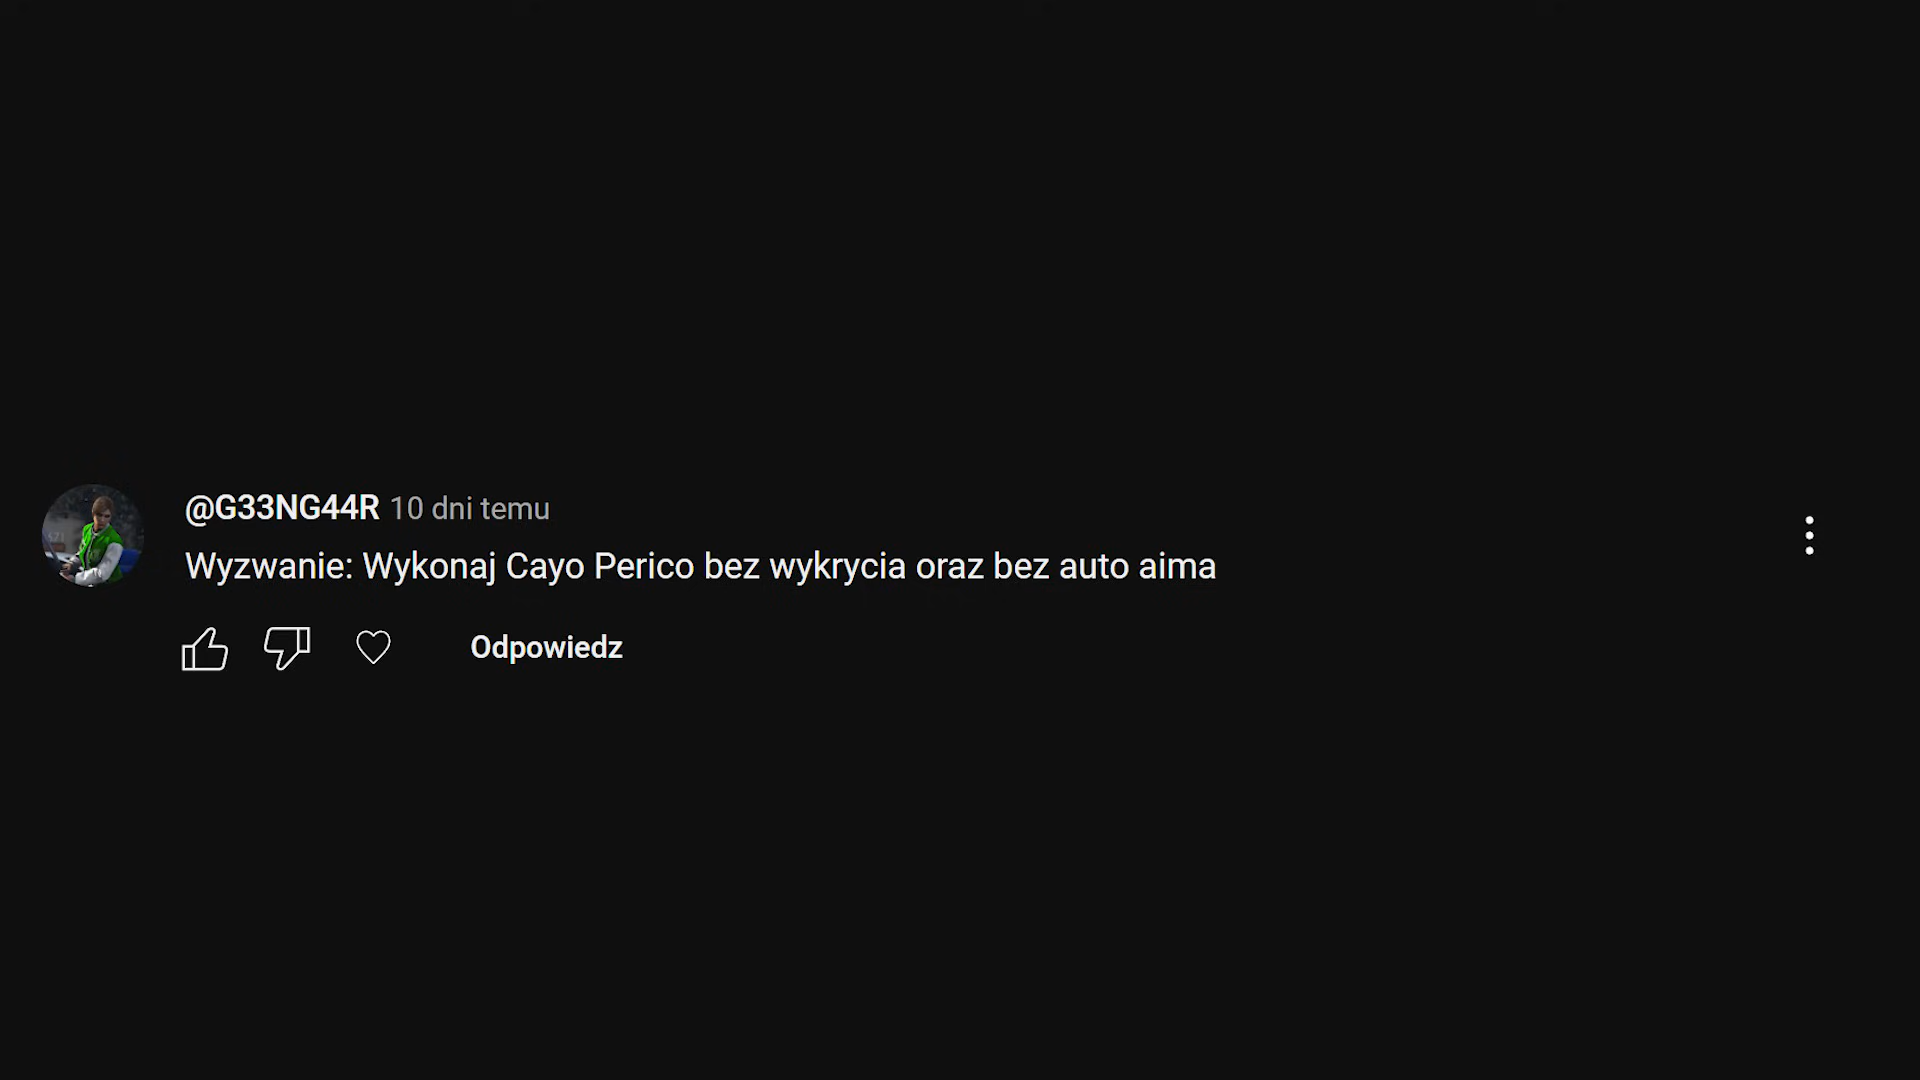 @G33NG44R 10 dni temu
Wyzwanie: Wykonaj Cayo Perico bez wykrycia oraz bez auto aima
Odpowiedz